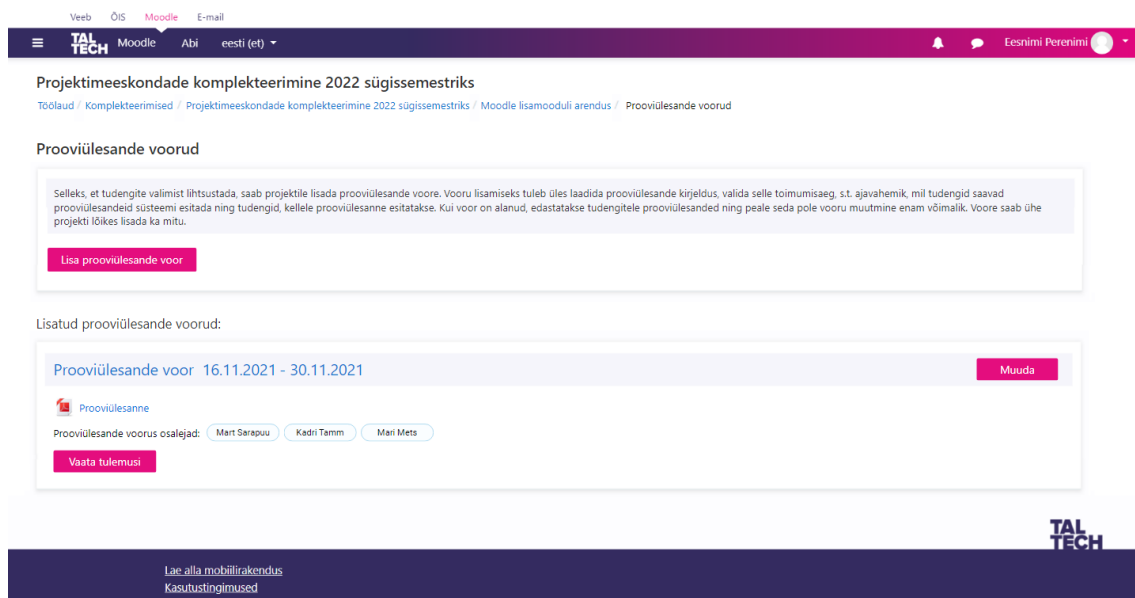 Veeb ÕIS Moodle E-mail
TAL TECH Moodle Abi eesti (et) Eesnimi Perenimi
Projektimeeskondade komplekteerimine 2022 sügissemestriks
Töölaud / Komplekteerimised / Projektimeeskondade komplekteerimine 2022 sügissemestriks / Moodle lisamooduli arendus / Prooviülesande voorud
Prooviülesande voorud
Selleks, et tudengite valimist lihtsustada, saab projektile lisada prooviülesande voore. Vooru lisamiseks tuleb üles laadida prooviülesande kirjeldus, valida selle toimumisaeg, s.t. ajavahemik, mil tudengid saavad
prooviülesandeid süsteemi esitada ning tudengid, kellele prooviülesanne esitatakse. Kui voor on alanud, edastatakse tudengitele prooviülesanded ning peale seda pole vooru muutmine enam võimalik. Voore saab ühe
projekti lõikes lisada ka mitu.
Lisa prooviülesande voor
Lisatud prooviülesande voorud:
Prooviülesande voor 16.11.2021 - 30.11.2021 Muuda
Prooviülesanne
Prooviülesande voorus osalejad: Mart Sarapuu Kadri Tamm Mari Mets
Vaata tulemusi
TAL
TECH
Lae alla mobiilirakendus
Kasutustingimused